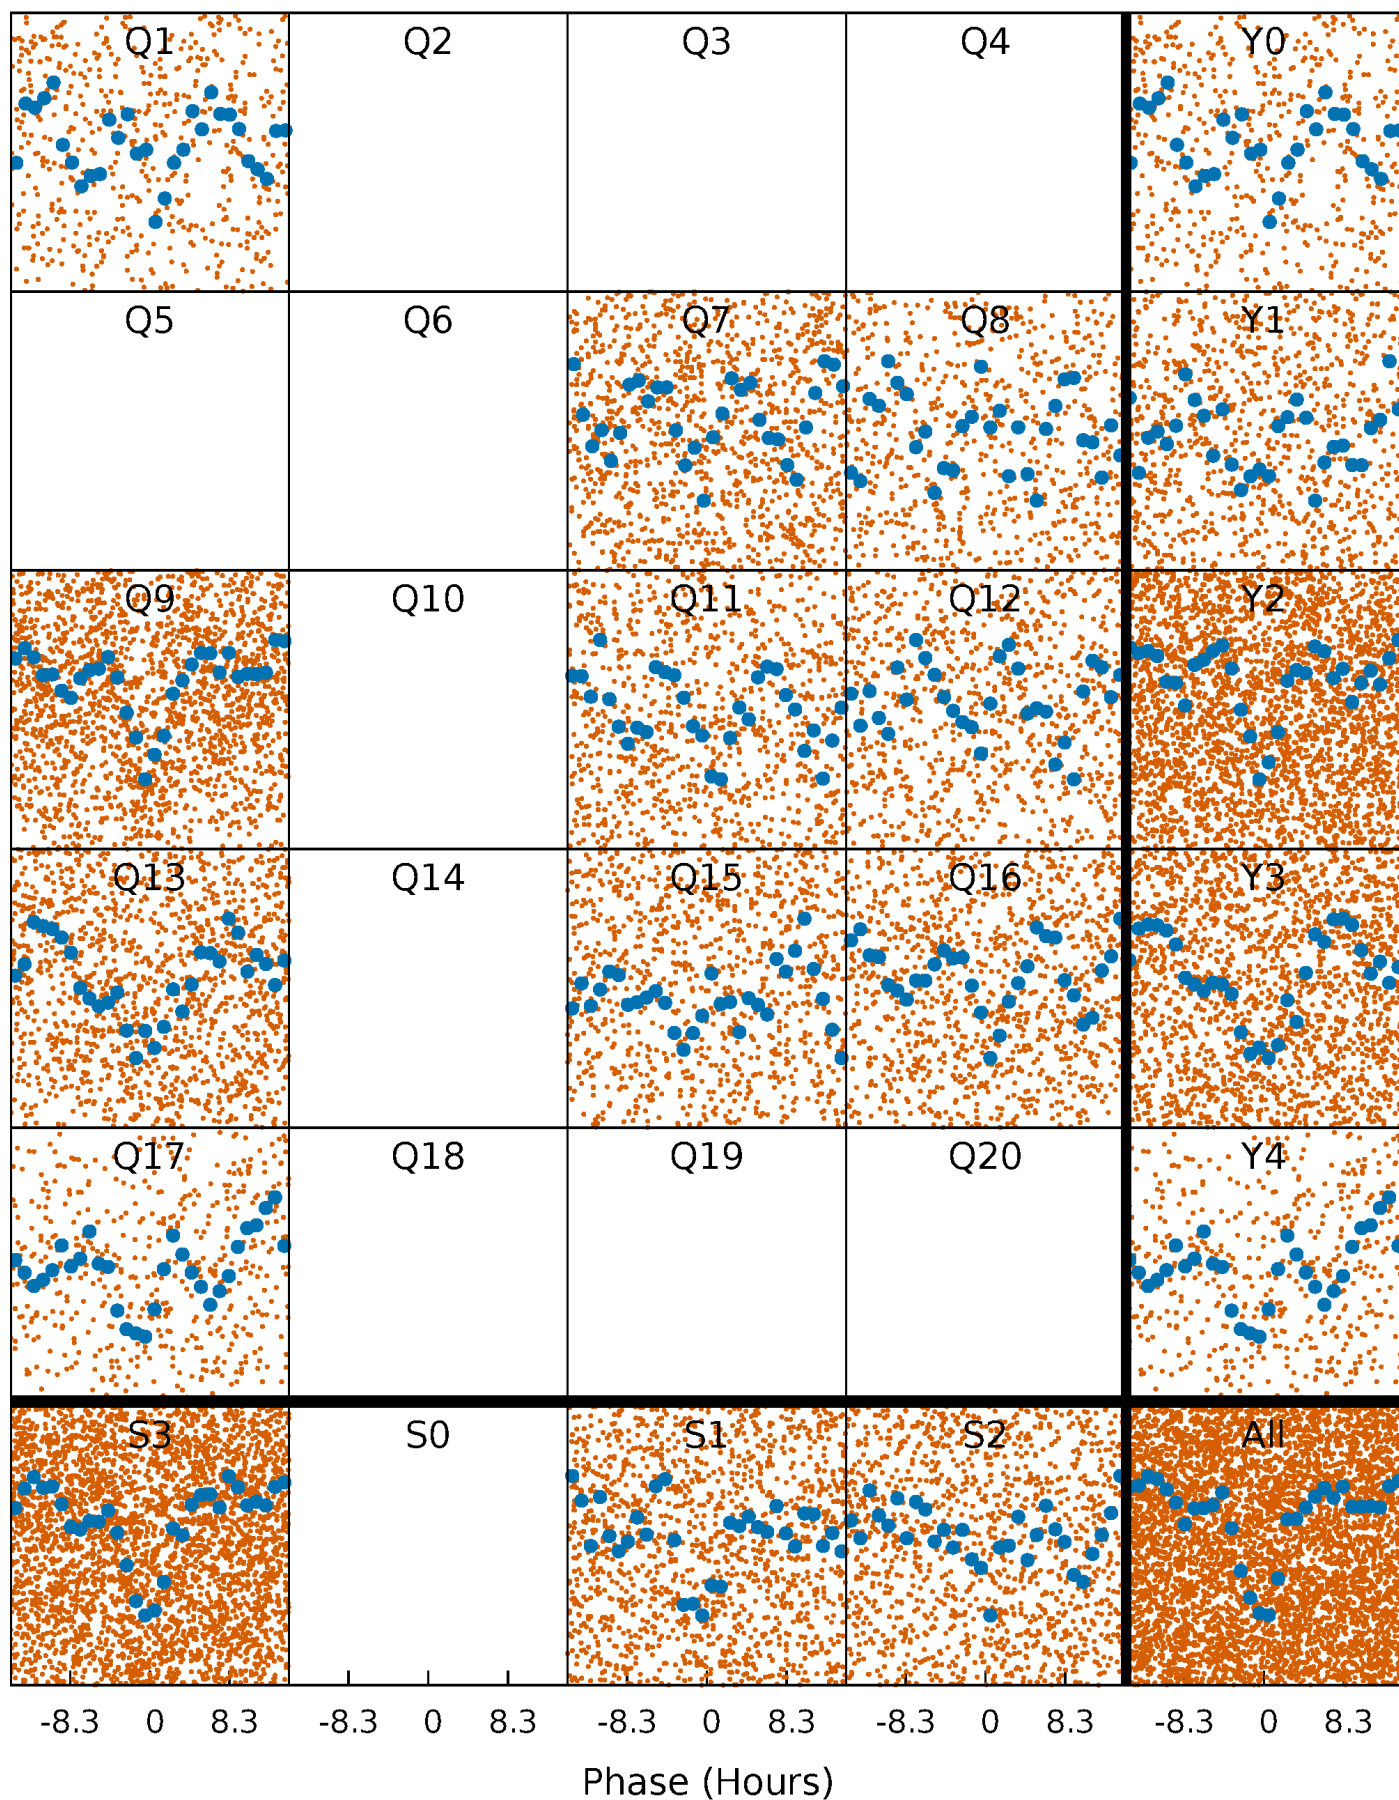 Q1 Q2 Q3 Q4 Y0
Q5 Q6 Q7 Q8 Y1
Q9 Q10 Q11 Q12 Y2
Q13 Q14 Q15 Q16 Y3
Q17 Q18 Q19 Q20 Y4
S3 S0 S1 S2 All
-8.3 0 8.3 -8.3 0 8.3 -8.3 0 8.3 -8.3 0 8.3 -8.3 0 8.3
Phase (Hours)